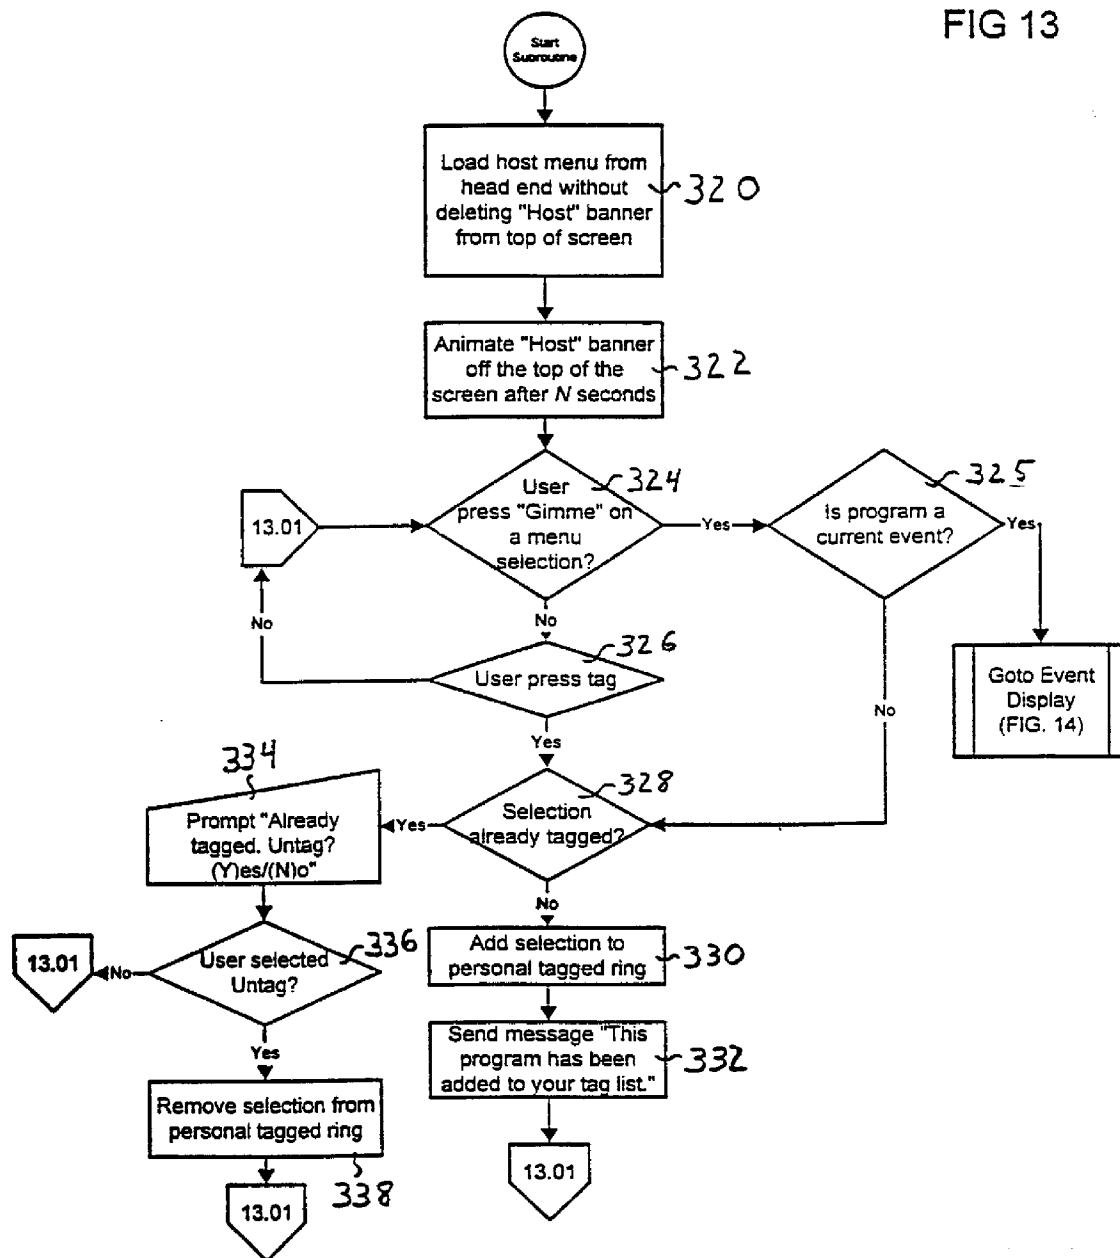 FIG 13
Start
Subroutine
Load host menu from
head end without
deleting "Host" banner
from top of screen
320
Animate "Host" banner
off the top of the
screen after N seconds
322
User
press "Gimme" on
a menu
selection?
324
13.01
Yes
Is program a
current event?
325
Yes
No
No
User press tag
326
Goto Event
Display
(FIG. 14)
No
Yes
334
Prompt "Already
tagged. Untag?
(Y)es/(N)o"
Yes
Selection
already tagged?
328
No
13.01
No
User selected
Untag?
336
Add selection to
personal tagged ring
330
Yes
Send message "This
program has been
added to your tag list."
332
Remove selection from
personal tagged ring
338
13.01
13.01